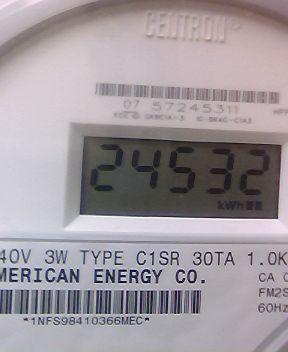 CENTRON®
07 57245311
24532
kWh
40V 3W TYPE C1SR 30TA 1.0K
MERICAN ENERGY CO.
CA 0
FM2S
60Hz
*1NFS98410366MEC*